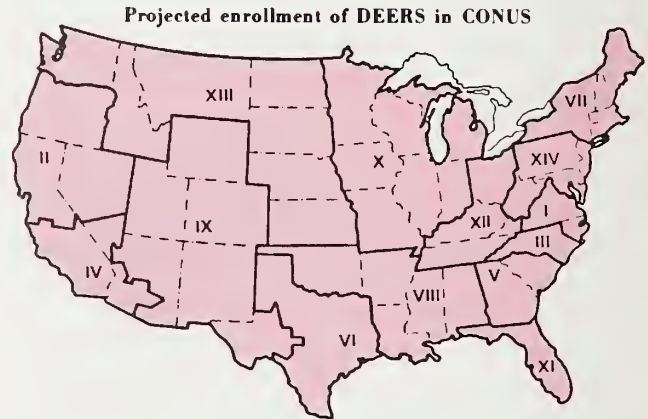 Projected enrollment of DEERS in CONUS
XIII
VII
II
X
XIV
IX
XII
I
III
IV
V
VIII
VI
XI